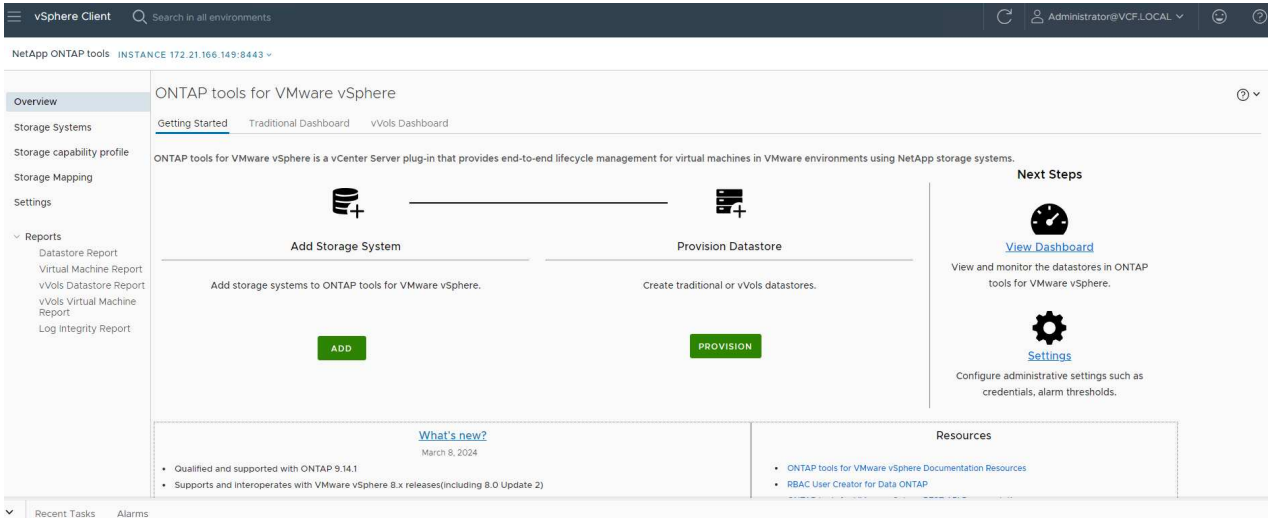 vSphere Client
Search in all environments
Administrator@VCF.LOCAL
NetApp ONTAP tools INSTANCE 172.21.166.149:8443
Overview
Storage Systems
Storage capability profile
Storage Mapping
Settings
Reports
Datastore Report
Virtual Machine Report
vVols Datastore Report
vVols Virtual Machine
Report
Log Integrity Report
ONTAP tools for VMware vSphere
Getting Started Traditional Dashboard vVols Dashboard
ONTAP tools for VMware vSphere is a vCenter Server plug-in that provides end-to-end lifecycle management for virtual machines in VMware environments using NetApp storage systems.
Add Storage System
Add storage systems to ONTAP tools for VMware vSphere.
ADD
Provision Datastore
Create traditional or vVols datastores.
PROVISION
Next Steps
View Dashboard
View and monitor the datastores in ONTAP
tools for VMware vSphere.
Settings
Configure administrative settings such as
credentials, alarm thresholds.
What's new?
March 8, 2024
• Qualified and supported with ONTAP 9.14.1
• Supports and interoperates with VMware vSphere 8.x releases(including 8.0 Update 2)
Resources
• ONTAP tools for VMware vSphere Documentation Resources
• RBAC User Creator for Data ONTAP
Recent Tasks Alarms